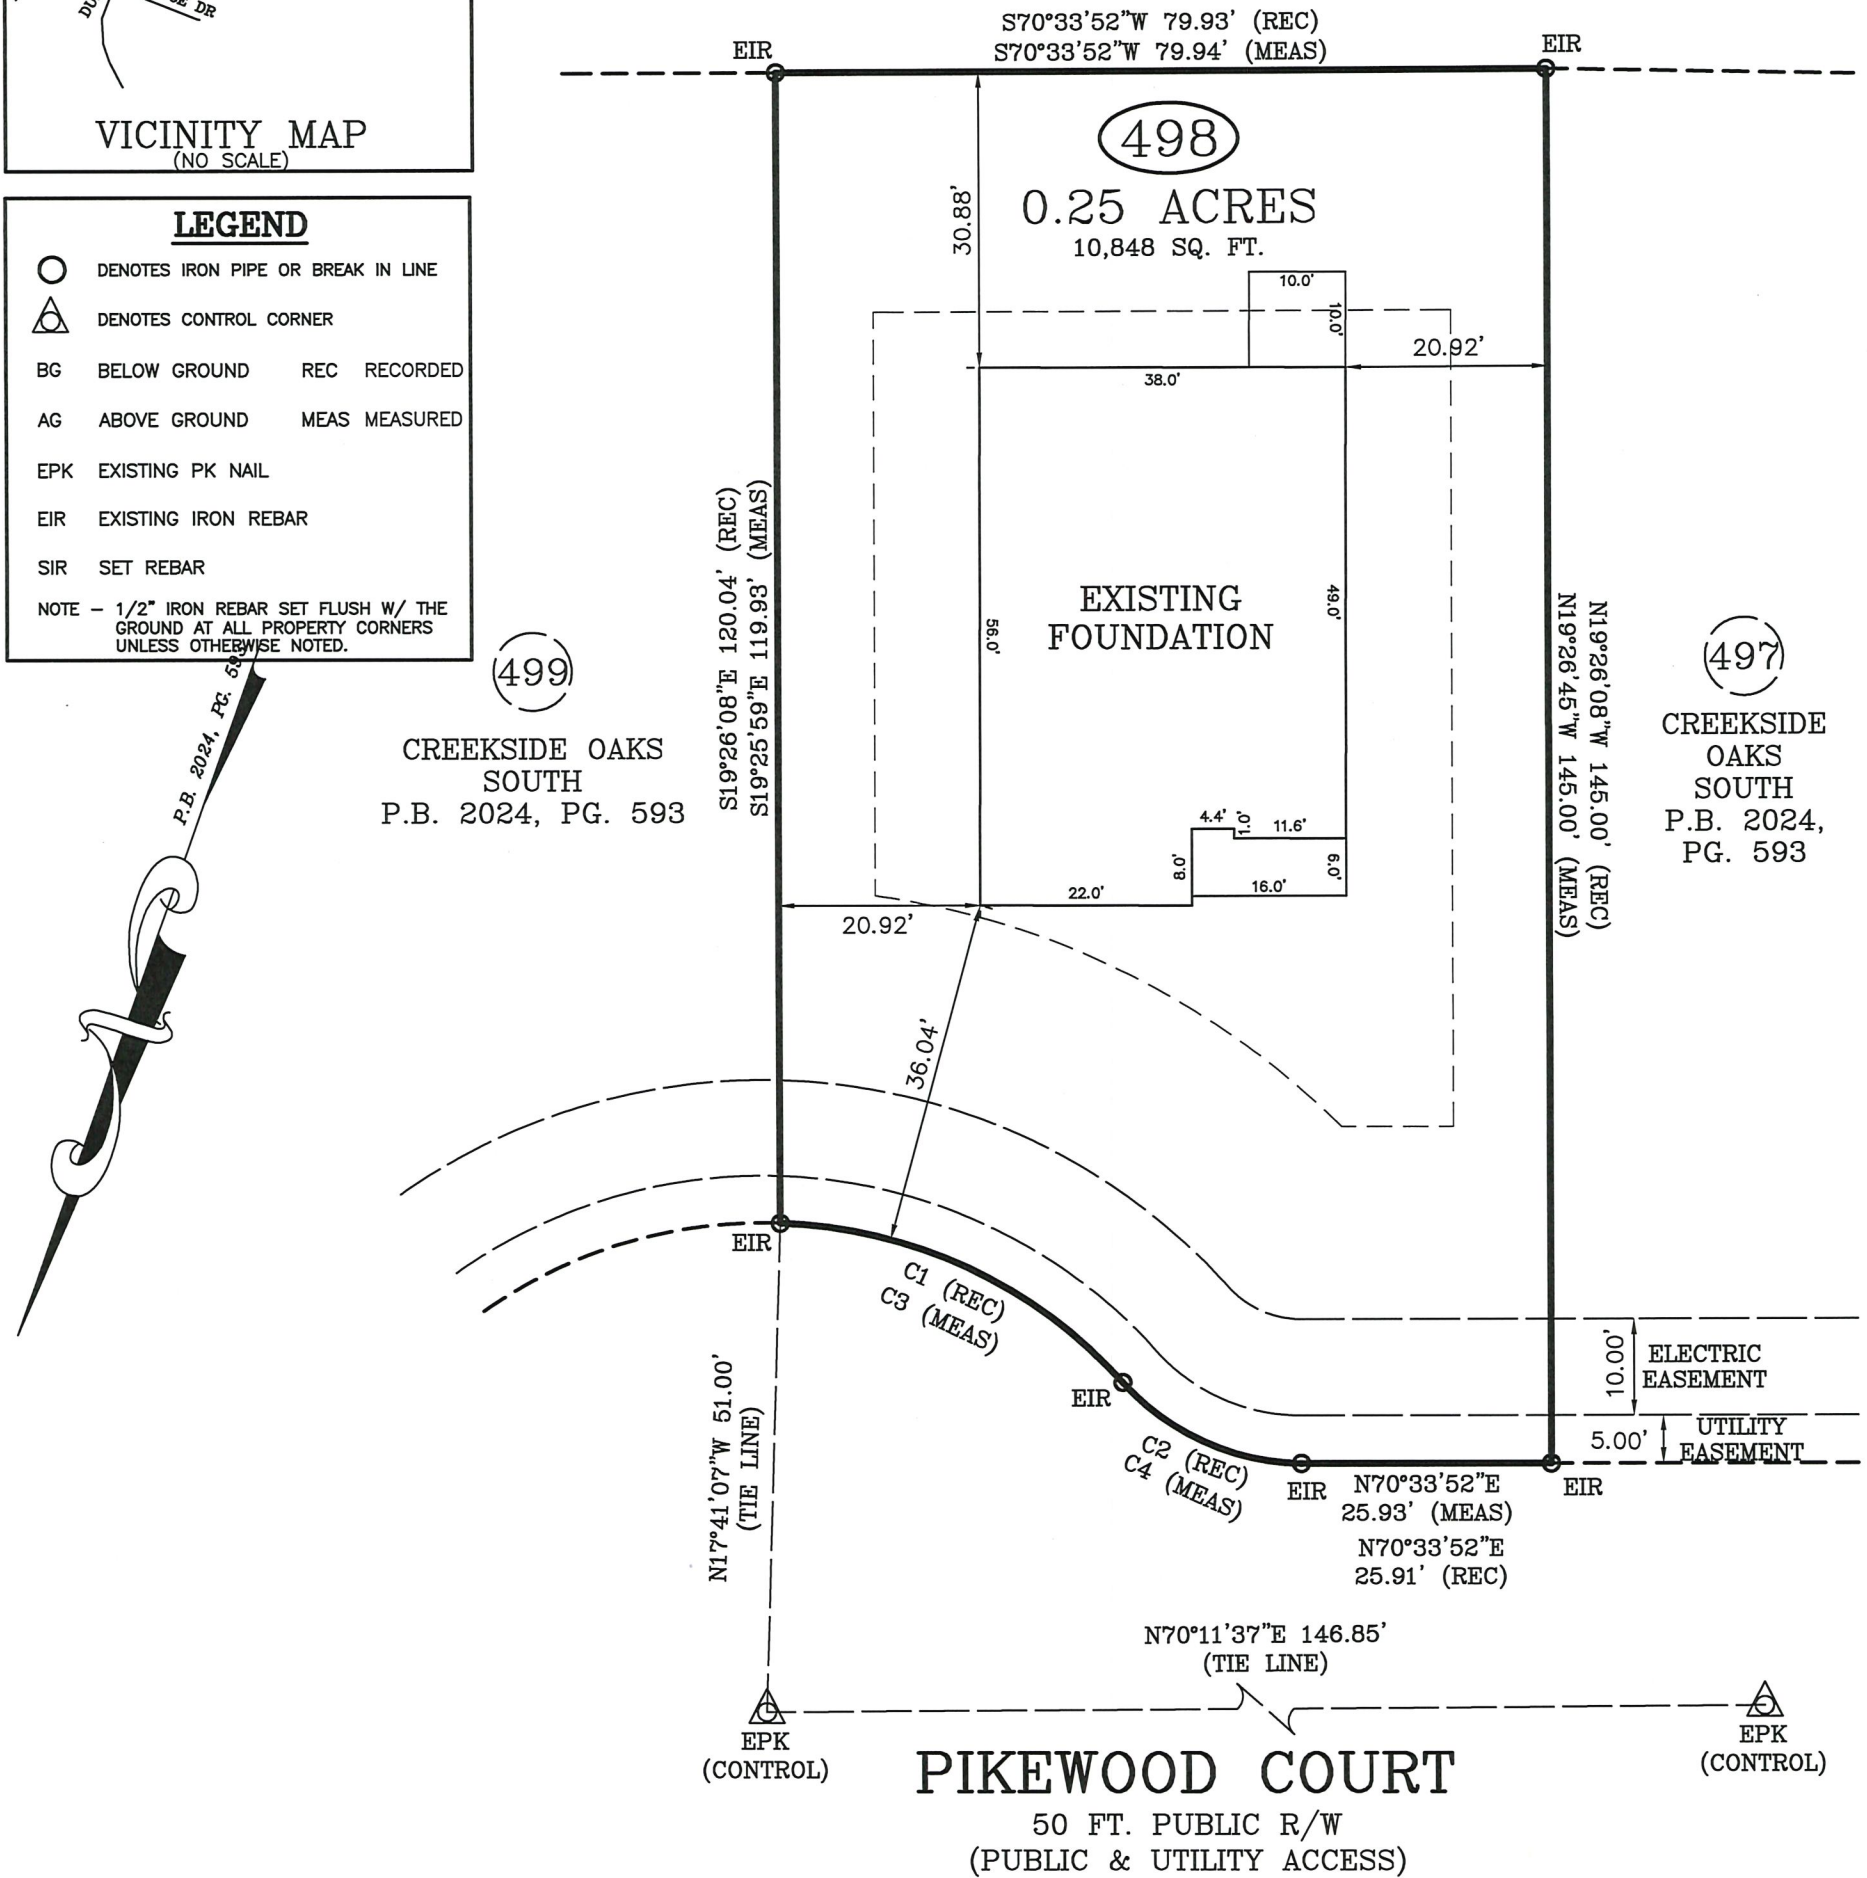 DR
VICINITY MAP
(NO SCALE)
LEGEND
DENOTES IRON PIPE OR BREAK IN LINE
DENOTES CONTROL CORNER
BG BELOW GROUND REC RECORDED
AG ABOVE GROUND MEAS MEASURED
EPK EXISTING PK NAIL
EIR EXISTING IRON REBAR
SIR SET REBAR
NOTE - 1/2" IRON REBAR SET FLUSH W/ THE
GROUND AT ALL PROPERTY CORNERS
UNLESS OTHERWISE NOTED.
P.B. 2024, PG. 593
S70°33'52"W 79.93' (REC)
S70°33'52"W 79.94' (MEAS)
EIR
EIR
498
0.25 ACRES
10,848 SQ. FT.
30.88'
10.0'
10.0'
20.92'
38.0'
S19°26'08"E 120.04' (REC)
S19°25'59"E 119.93' (MEAS)
56.0'
EXISTING
FOUNDATION
49.0'
N19°26'08"W 145.00' (REC)
N19°26'45"W 145.00' (MEAS)
499
CREEKSIDE OAKS
SOUTH
P.B. 2024, PG. 593
497
CREEKSIDE
OAKS
SOUTH
P.B. 2024,
PG. 593
4.4'
1.0'
11.6'
8.0'
6.0'
22.0'
16.0'
20.92'
36.04'
EIR
C1 (REC)
C3 (MEAS)
EIR
C2 (REC)
C4 (MEAS)
EIR
N70°33'52"E
25.93' (MEAS)
N70°33'52"E
25.91' (REC)
EIR
10.00'
ELECTRIC
EASEMENT
5.00'
UTILITY
EASEMENT
N17°41'07"W 51.00'
(TIE LINE)
N70°11'37"E 146.85'
(TIE LINE)
EPK
(CONTROL)
EPK
(CONTROL)
PIKEWOOD COURT
50 FT. PUBLIC R/W
(PUBLIC & UTILITY ACCESS)